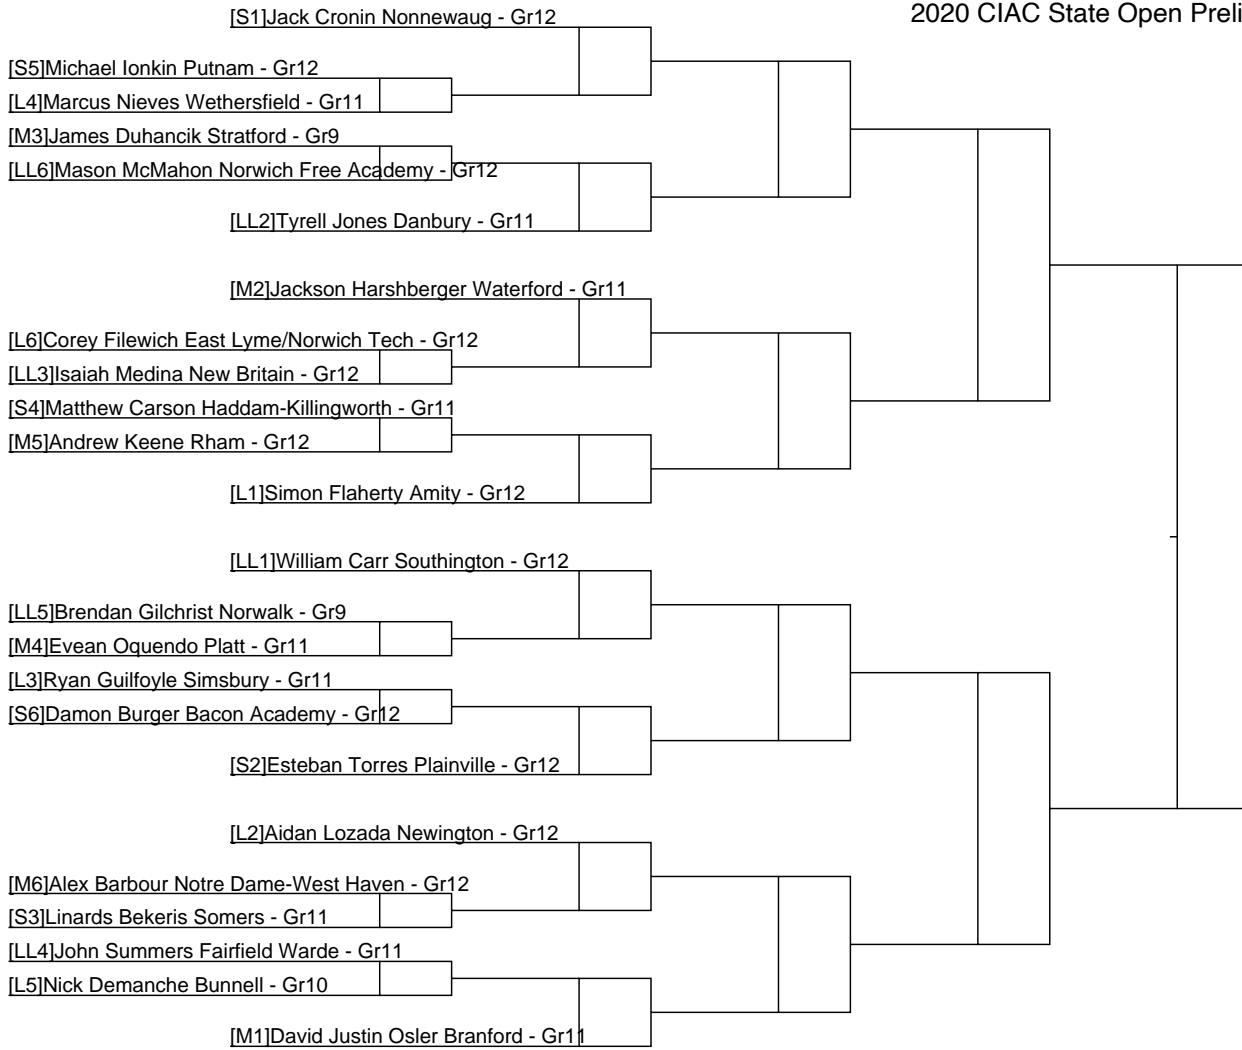 2020 CIAC State Open Preli
[S1]Jack Cronin Nonnewaug - Gr12
[S5]Michael Ionkin Putnam - Gr12
[L4]Marcus Nieves Wethersfield - Gr11
[M3]James Duhancik Stratford - Gr9
[LL6]Mason McMahon Norwich Free Academy - Gr12
[LL2]Tyrell Jones Danbury - Gr11
[M2]Jackson Harshberger Waterford - Gr11
[L6]Corey Filewich East Lyme/Norwich Tech - Gr12
[LL3]Isaiah Medina New Britain - Gr12
[S4]Matthew Carson Haddam-Killingworth - Gr11
[M5]Andrew Keene Rham - Gr12
[L1]Simon Flaherty Amity - Gr12
[LL1]William Carr Southington - Gr12
[LL5]Brendan Gilchrist Norwalk - Gr9
[M4]Evean Oquendo Platt - Gr11
[L3]Ryan Guilfoyle Simsbury - Gr11
[S6]Damon Burger Bacon Academy - Gr12
[S2]Esteban Torres Plainville - Gr12
[L2]Aidan Lozada Newington - Gr12
[M6]Alex Barbour Notre Dame-West Haven - Gr12
[S3]Linards Bekeris Somers - Gr11
[LL4]John Summers Fairfield Warde - Gr11
[L5]Nick Demanche Bunnell - Gr10
[M1]David Justin Osler Branford - Gr11